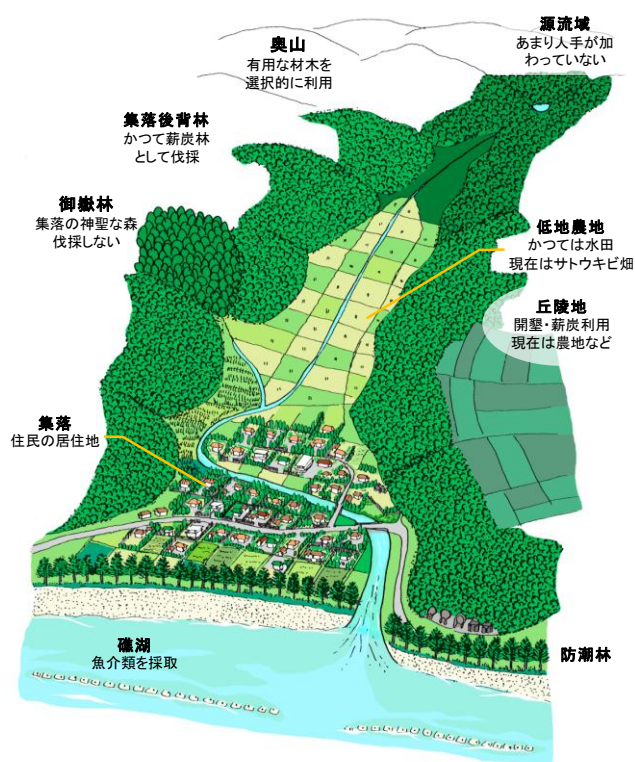 源流域
あまり人手が加
わっていない
奥山
有用な材木を
選択的に利用
集落後背林
かつて薪炭林
として伐採
御嶽林
集落の神聖な森
伐採しない
低地農地
かつては水田
現在はサトウキビ畑
丘陵地
開墾・薪炭利用
現在は農地など
集落
住民の居住地
礁湖
魚介類を採取
防潮林